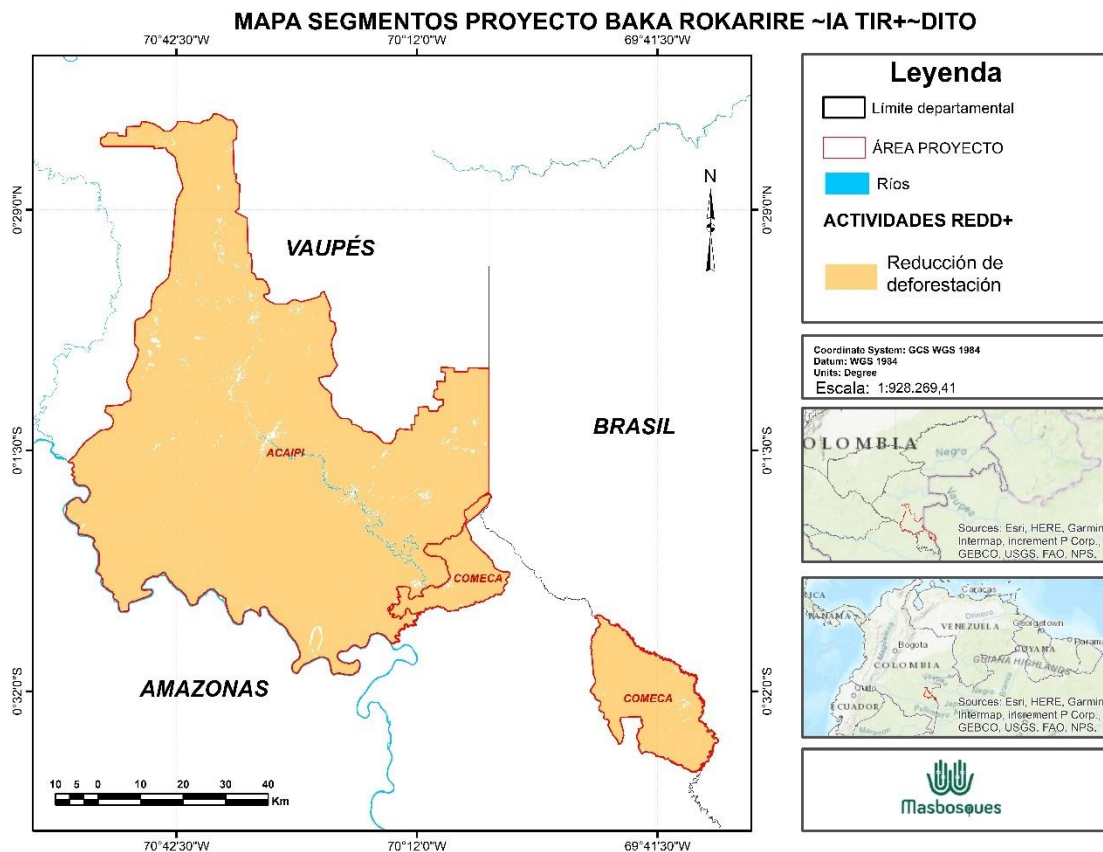 MAPA SEGMENTOS PROYECTO BAKA ROKARIRE ~IA TIR+~DITO
70°42'30"W
70°12'0"W
69°41'30"W
0°29'0"N
0°29'0"N
0°1'30"S
0°1'30"S
0°32'0"S
0°32'0"S
VAUPÉS
BRASIL
AMAZONAS
ACAIPI
COMECA
COMECA
N
10 5 0 10 20 30 40
Km
70°42'30"W
70°12'0"W
69°41'30"W
Leyenda
Límite departamental
ÁREA PROYECTO
Ríos
ACTIVIDADES REDD+
Reducción de
deforestación
Coordinate System: GCS WGS 1984
Datum: WGS 1984
Units: Degree
Escala: 1:928.269,41
OLOMBIA
Negro
Vaupes
Sources: Esri, HERE, Garmin
Intermap, increment P Corp.,
GEBCO, USGS, FAO, NPS,
RICA
PANAMÁ
Caracas
Orinoco
VENEZUELA
Georgetown
Param
GUYANA
Bogota
COLOMBIA
GUIANA HIGHLANDS
Quito
ECUADOR
Negro
Sources: Esri, HERE, Garmin
Intermap, increment P Corp.,
GEBCO, USGS, FAO, NPS,
Masbosques